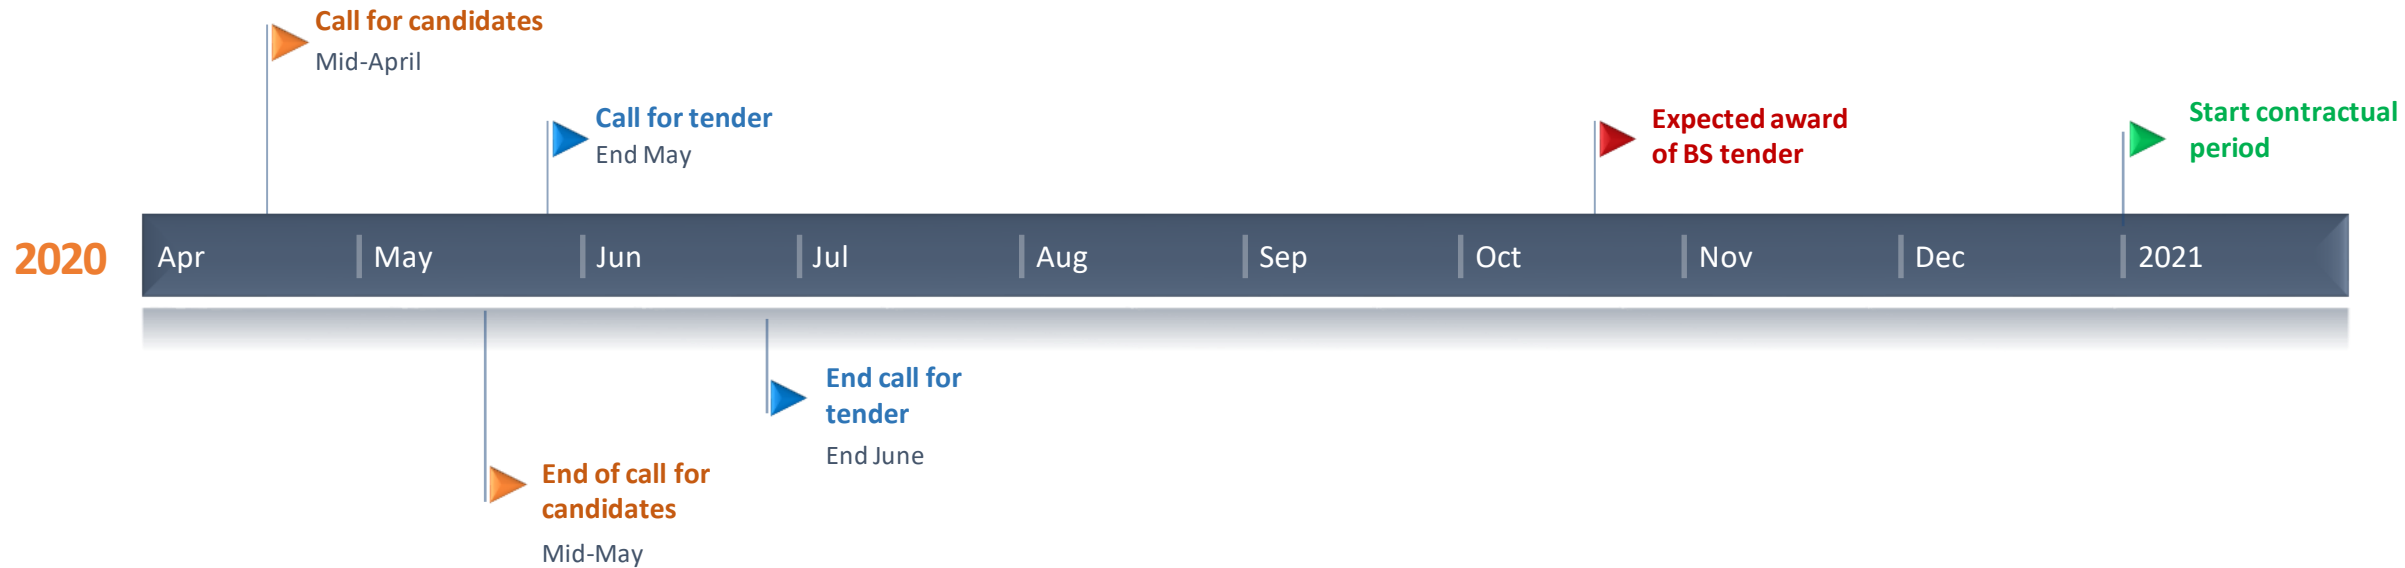 Call for candidates
Mid-April
Call for tender
End May
Expected award
of BS tender
Start contractual
period
2020
Apr
May
Jun
Jul
Aug
Sep
Oct
Nov
Dec
2021
End call for
tender
End June
End of call for
candidates
Mid-May